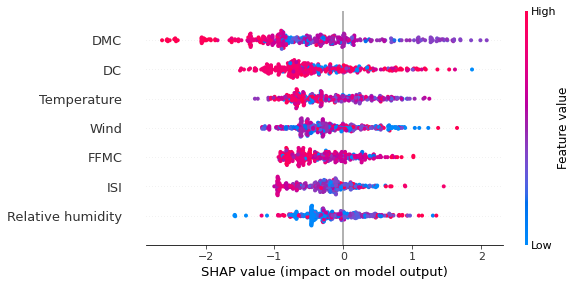 High
DMC
DC
Temperature
Wind
FFMC
ISI
Relative humidity
Feature value
Low
−2
−1
0
1
2
SHAP value (impact on model output)